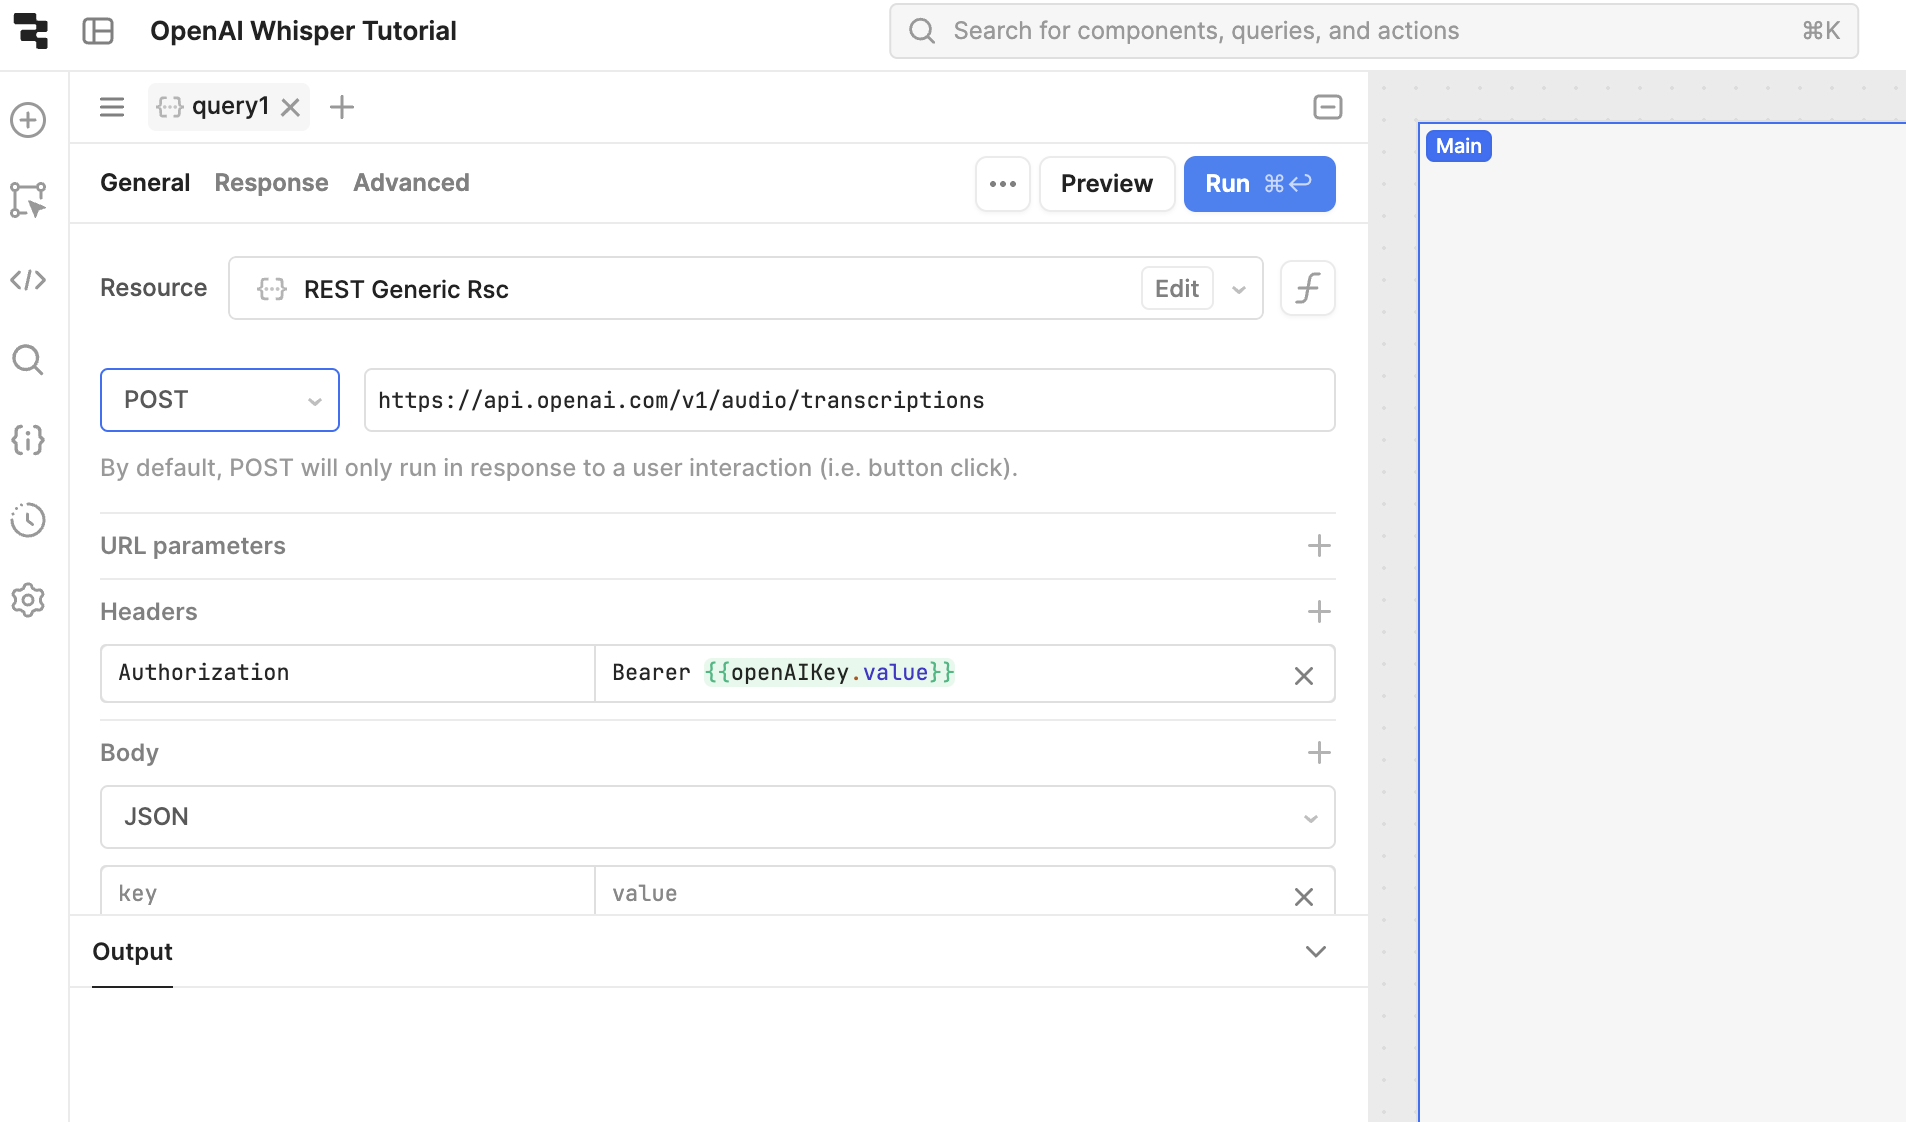 OpenAI Whisper Tutorial
Search for components, queries, and actions ⌘K
query1
General Response Advanced
Preview
Run ⌘↩
Resource
REST Generic Rsc
Edit
POST
https://api.openai.com/v1/audio/transcriptions
By default, POST will only run in response to a user interaction (i.e. button click).
URL parameters
Headers
Authorization
Bearer {{openAIKey.value}}
Body
JSON
key
value
Output
Main